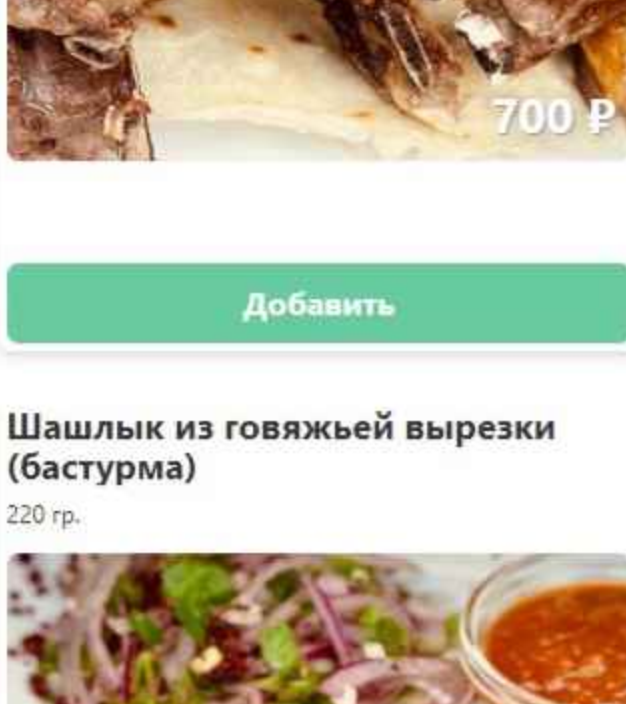 700 ₽
Добавить
Шашлык из говяжьей вырезки
(бастурма)
220 гр.